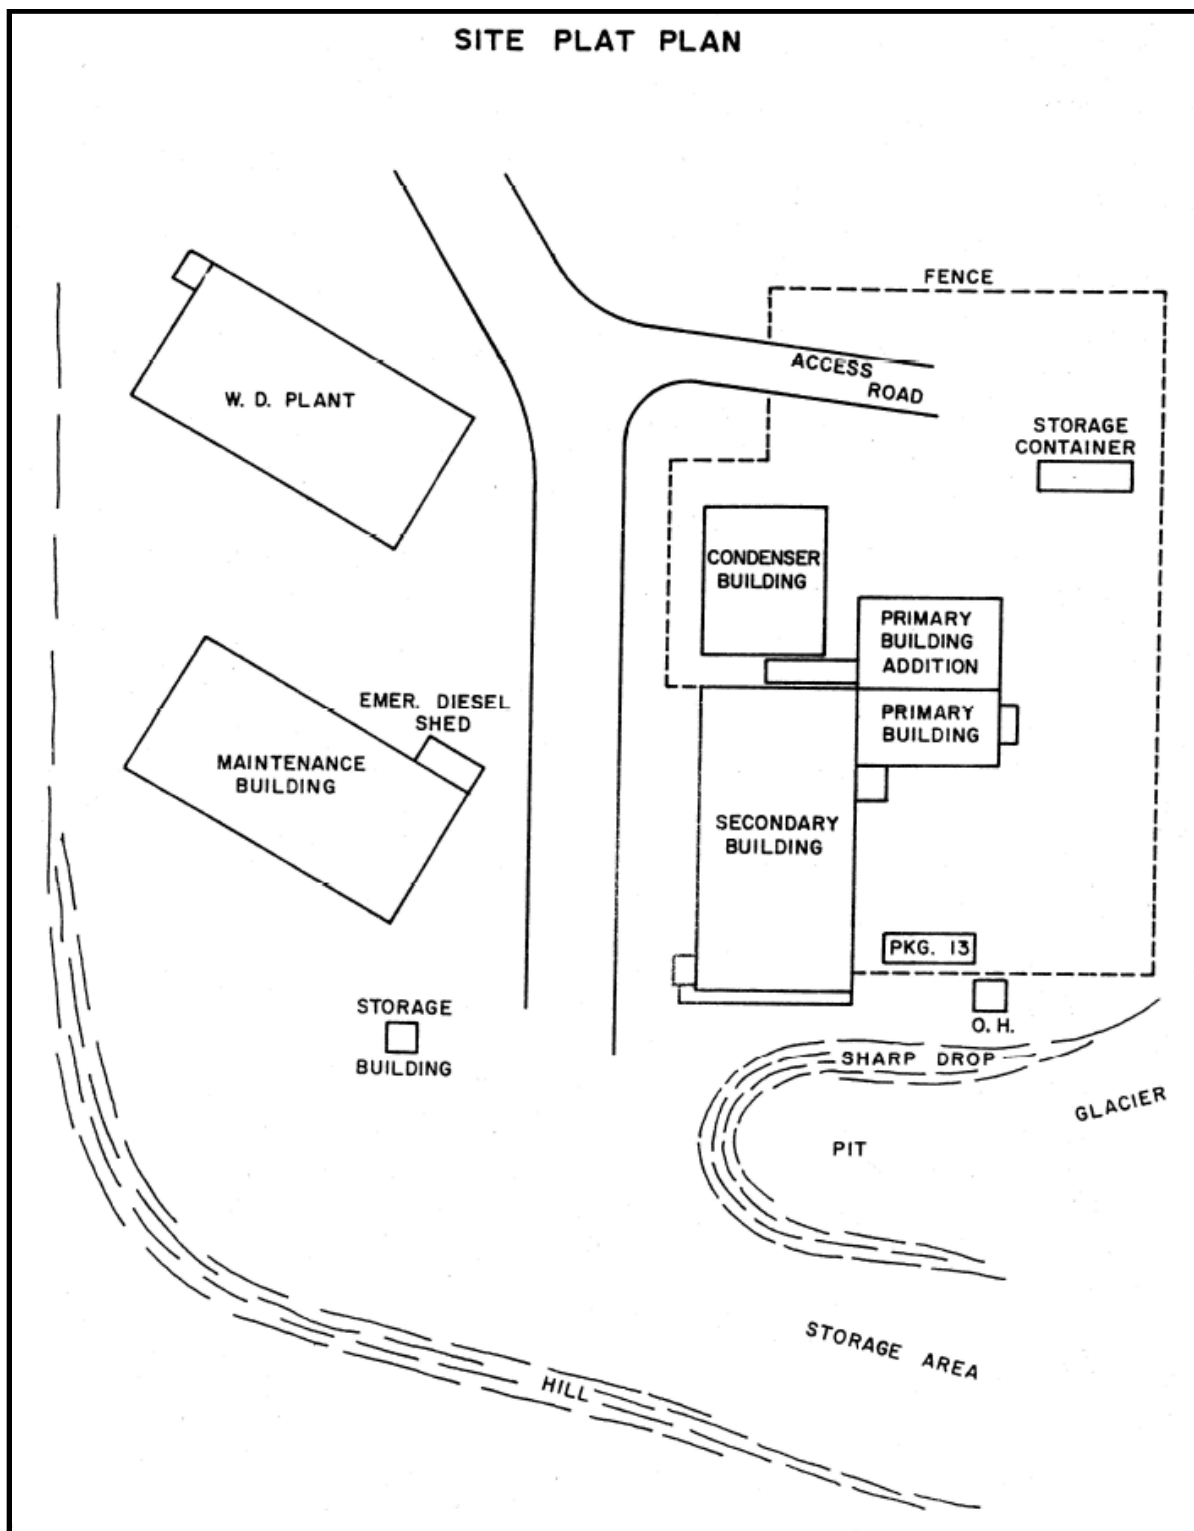 SITE PLAT PLAN
FENCE
ACCESS
ROAD
W. D. PLANT
STORAGE
CONTAINER
CONDENSER
BUILDING
PRIMARY
BUILDING
ADDITION
EMER. DIESEL
SHED
PRIMARY
BUILDING
MAINTENANCE
BUILDING
SECONDARY
BUILDING
PKG. 13
STORAGE
BUILDING
O. H.
SHARP DROP
GLACIER
PIT
STORAGE AREA
HILL